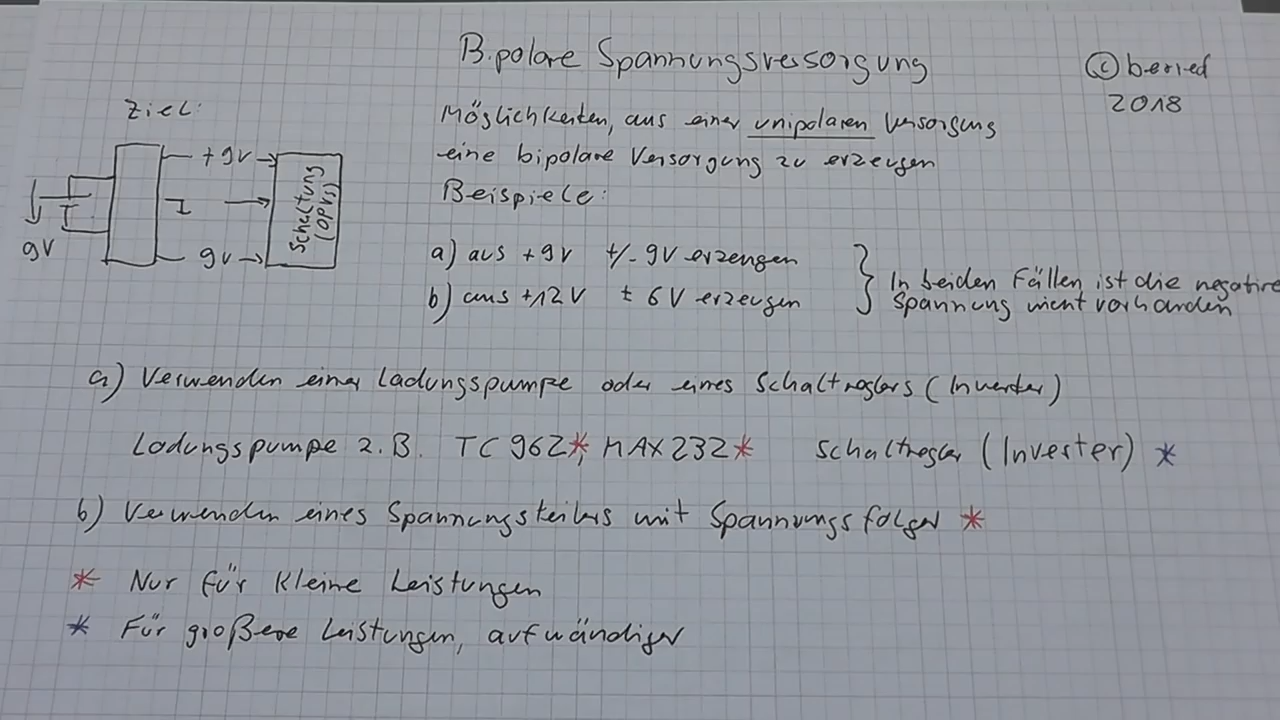 Bipolare Spannungsversorgung
© beried
2018
Ziel:
Möglichkeiten, aus einer unipolaren Versorgung
eine bipolare Versorgung zu erzeugen
Beispiele:
+9V
9V
9V
Schaltung
(OPV)
a) aus +9V +/- 9V erzeugen
b) aus +12V ± 6V erzeugen
In beiden Fällen ist die negative
Spannung nicht vorhanden
a) Verwenden einer Ladungspumpe oder eines Schaltreglers (Inverter)
Ladungspumpe z.B. TC962*, MAX232* Schaltregler (Inverter) *
b) Verwenden eines Spannungsteilers mit Spannungsfolger *
* Nur für kleine Leistungen
* Für größere Leistungen, aufwändiger